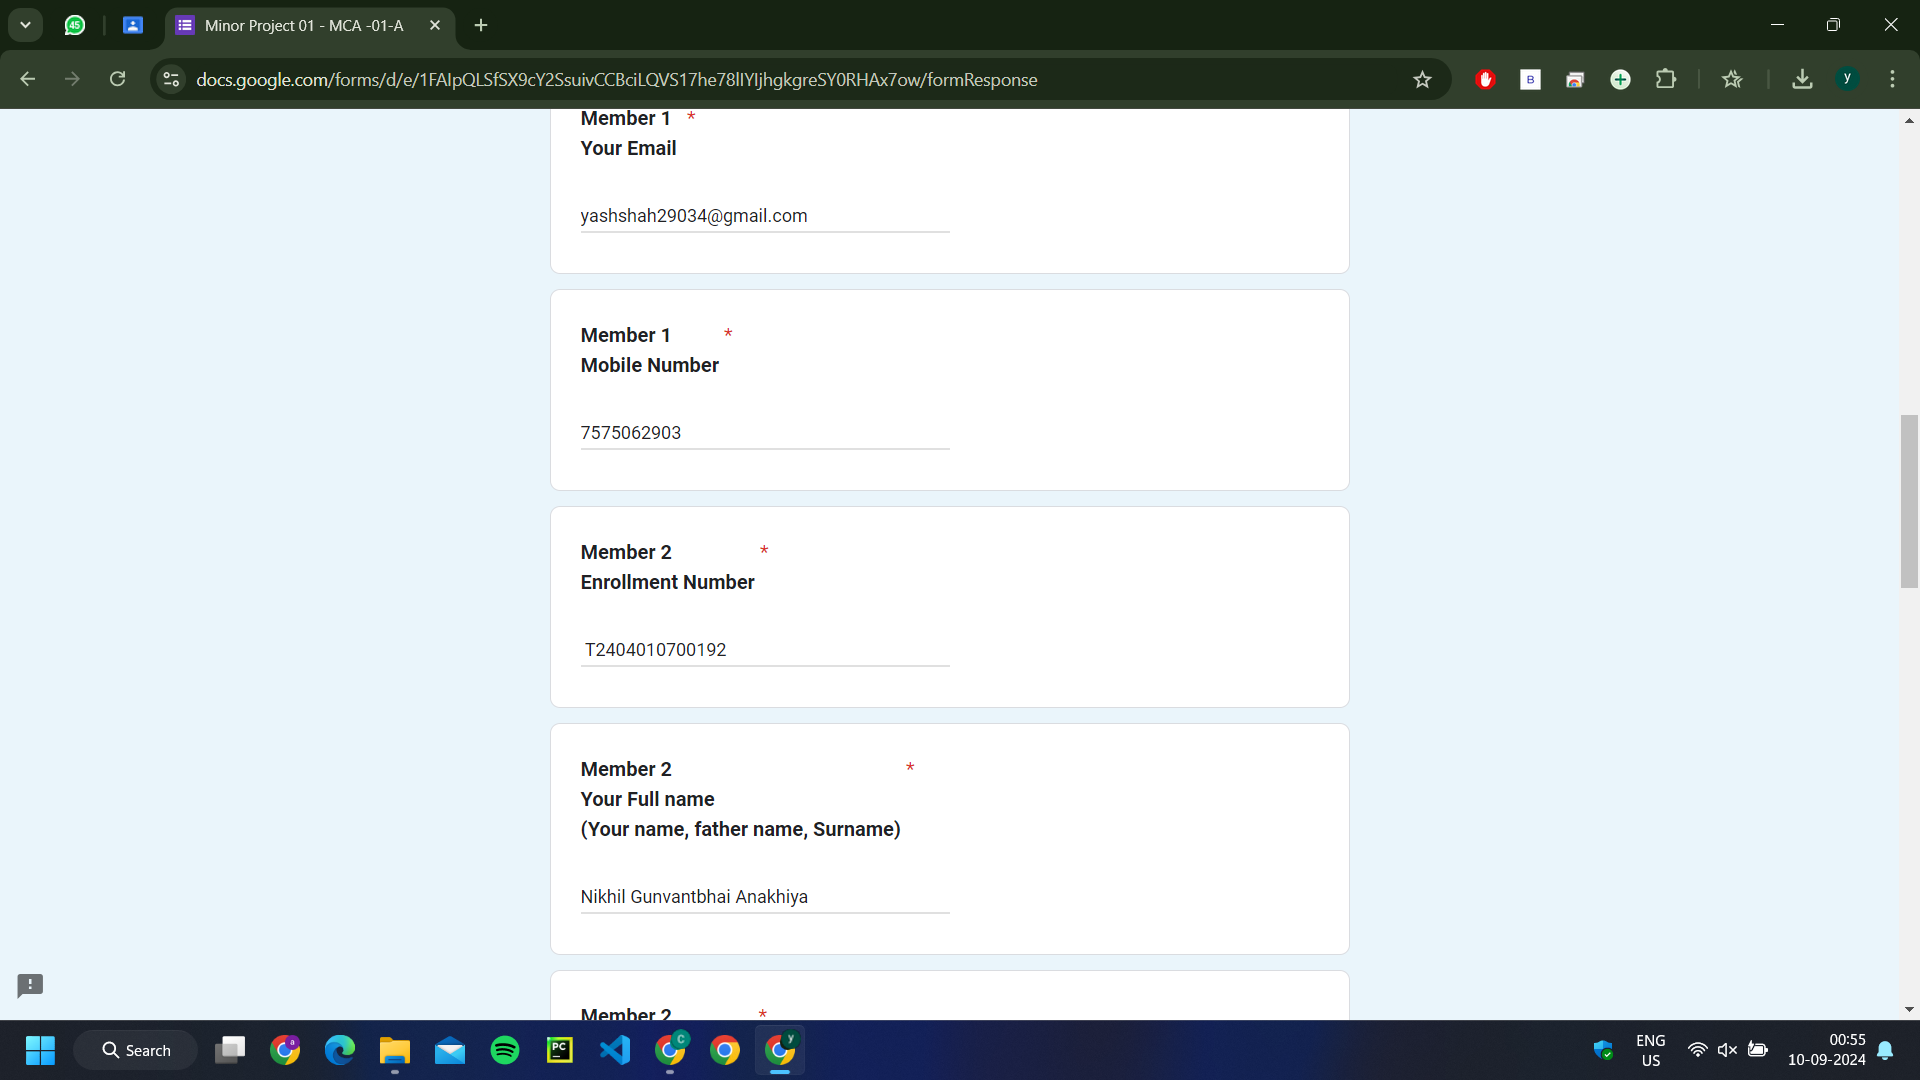 45
Minor Project 01 - MCA -01-A
docs.google.com/forms/d/e/1FAIpQLSfSX9cY2SsuivCCBciLQVS17he78lIYIjhgkgreSY0RHAx7ow/formResponse
B
y
Member 1 *
Your Email
yashshah29034@gmail.com
Member 1 *
Mobile Number
7575062903
Member 2 *
Enrollment Number
T2404010700192
Member 2 *
Your Full name
(Your name, father name, Surname)
Nikhil Gunvantbhai Anakhiya
Member 2 *
Search
a
PC
C
y
ENG
US
00:55
10-09-2024